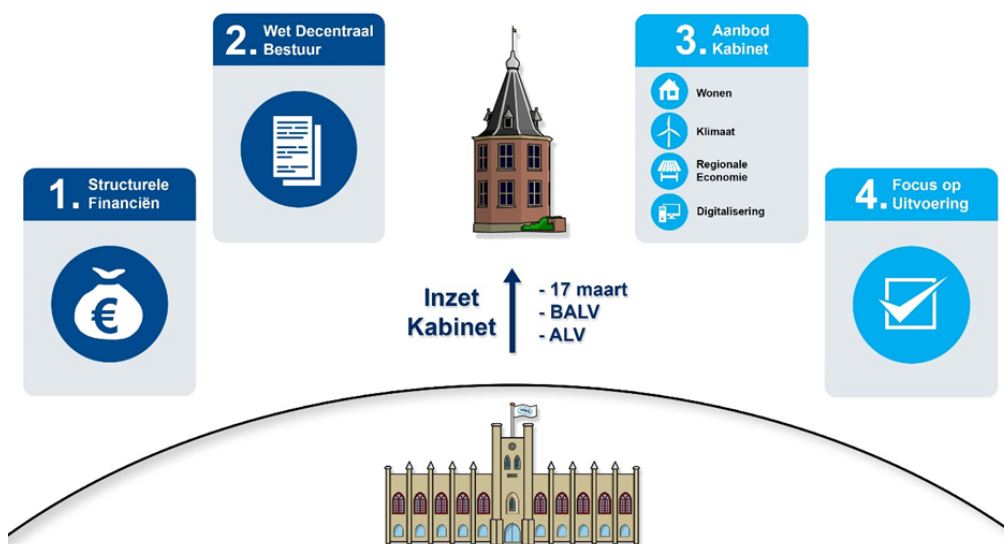 1.
Structurele
Financiën
€
2.
Wet Decentraal
Bestuur
3.
Aanbod
Kabinet
Wonen
Klimaat
Regionale
Economie
Digitalisering
4.
Focus op
Uitvoering
Inzet
Kabinet
- 17 maart
- BALV
- ALV